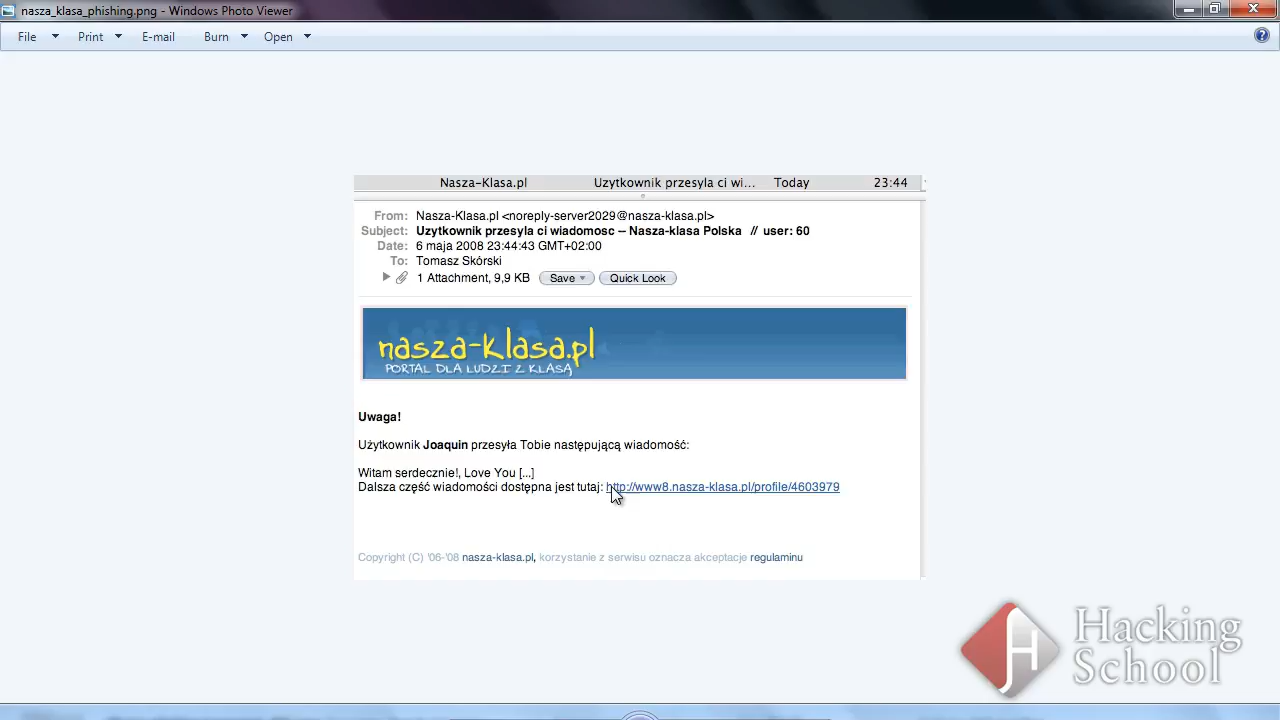 nasza_klasa_phishing.png - Windows Photo Viewer
File Print E-mail Burn Open
Nasza-Klasa.pl Uzytkownik przesyla ci wi... Today 23:44
From: Nasza-Klasa.pl <noreply-server2029@nasza-klasa.pl>
Subject: Uzytkownik przesyla ci wiadomosc -- Nasza-klasa Polska // user: 60
Date: 6 maja 2008 23:44:43 GMT+02:00
To: Tomasz Skórski
1 Attachment, 9,9 KB Save Quick Look
nasza-klasa.pl
PORTAL DLA LUDZI Z KLASĄ
Uwaga!
Użytkownik Joaquin przesyła Tobie następującą wiadomość:
Witam serdecznie!, Love You [...]
Dalsza część wiadomości dostępna jest tutaj: http://www8.nasza-klasa.pl/profile/4603979
Copyright (C) '06-'08 nasza-klasa.pl, korzystanie z serwisu oznacza akceptacje regulaminu
Hacking
School